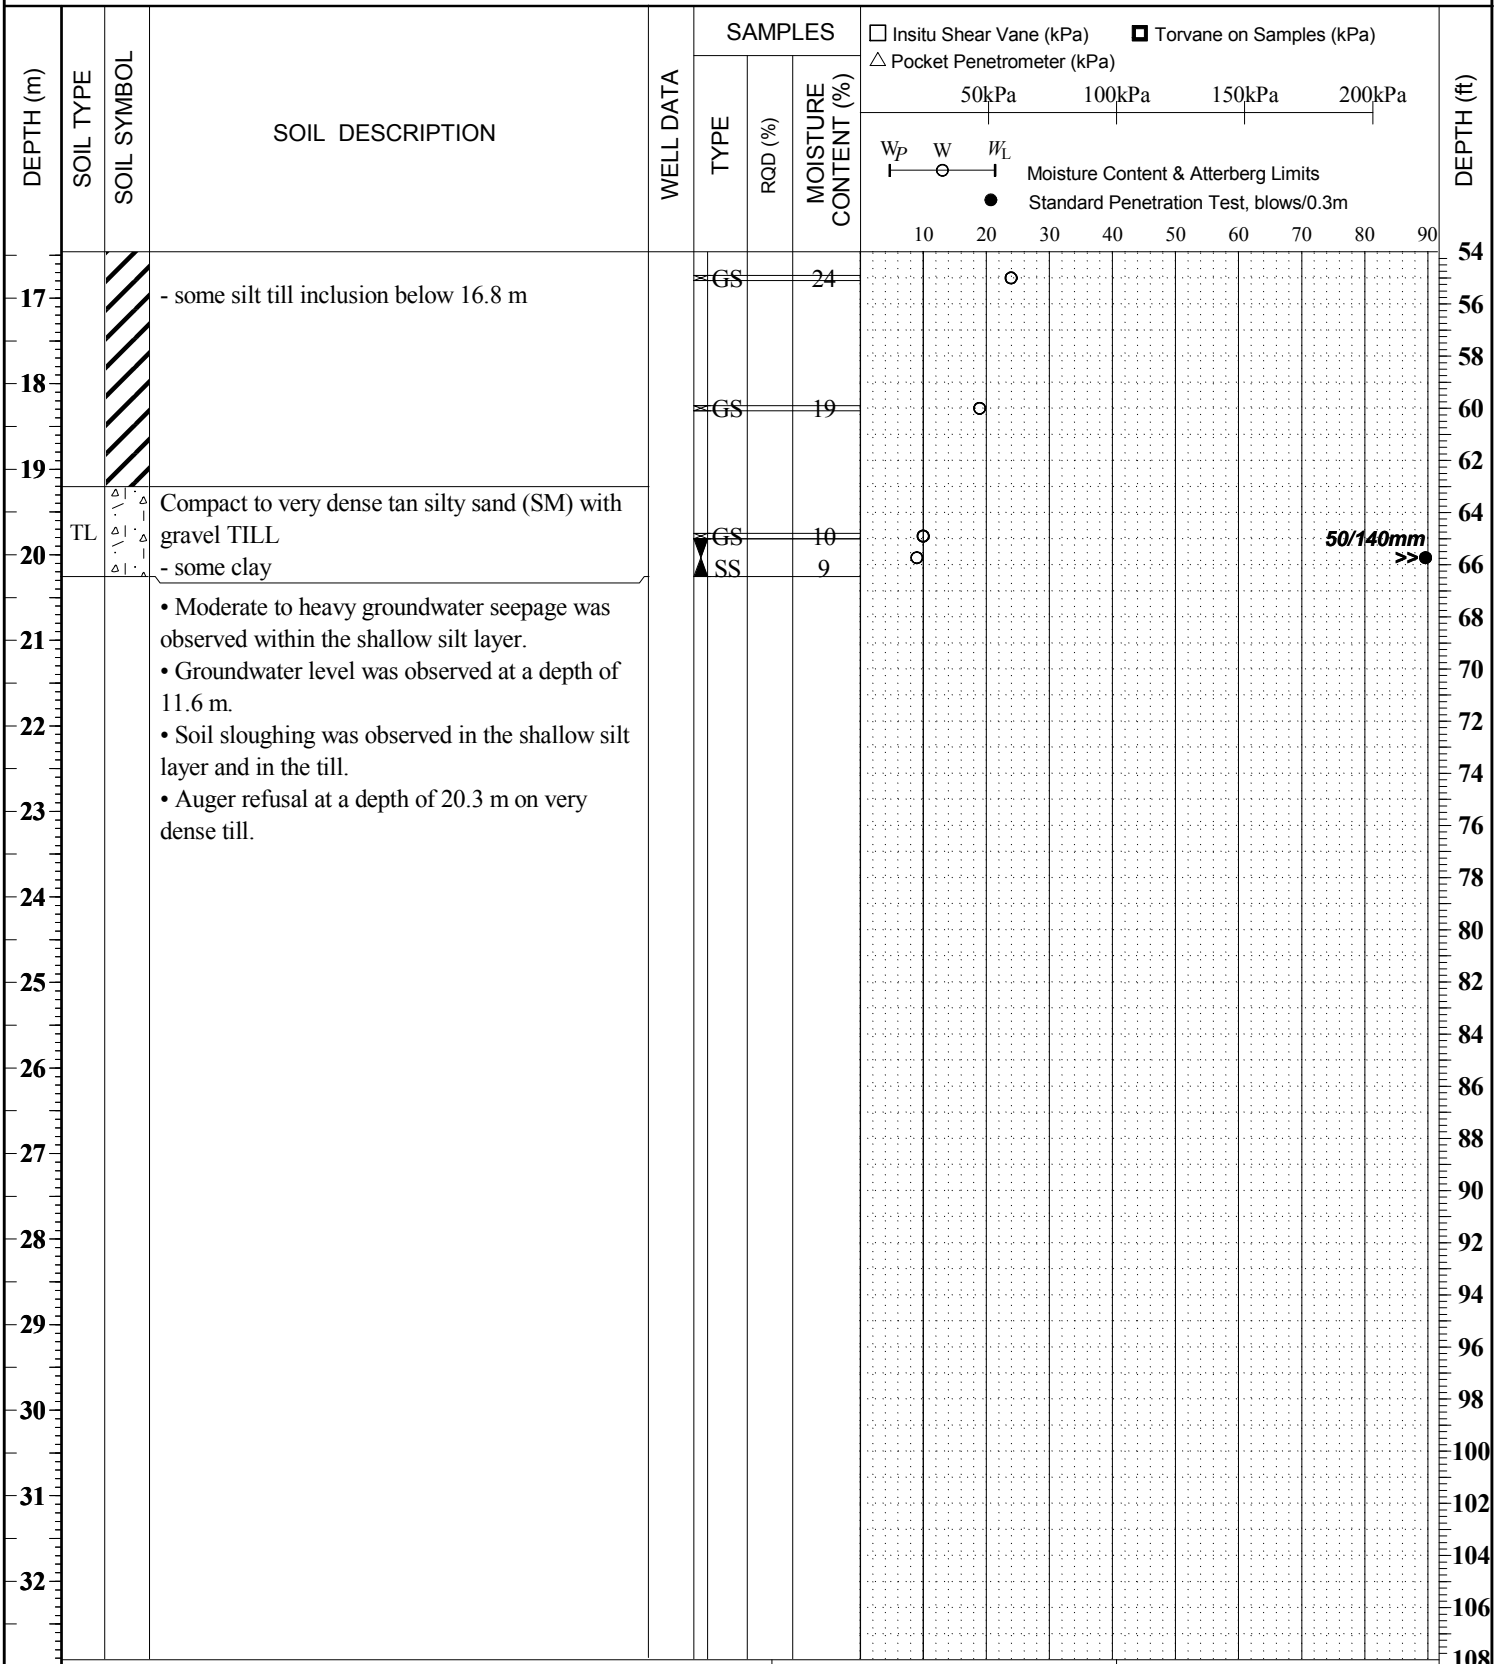 DEPTH (m)
SOIL TYPE
SOIL SYMBOL
SOIL DESCRIPTION
WELL DATA
SAMPLES
TYPE
RQD (%)
MOISTURE
CONTENT (%)
Insitu Shear Vane (kPa)
Torvane on Samples (kPa)
Pocket Penetrometer (kPa)
50kPa 100kPa 150kPa 200kPa
WP W WL
Moisture Content & Atterberg Limits
Standard Penetration Test, blows/0.3m
10 20 30 40 50 60 70 80 90
DEPTH (ft)
- some silt till inclusion below 16.8 m
GS 24
GS 19
TL
Compact to very dense tan silty sand (SM) with
gravel TILL
- some clay
GS 10
SS 9
50/140mm
>>
• Moderate to heavy groundwater seepage was
observed within the shallow silt layer.
• Groundwater level was observed at a depth of
11.6 m.
• Soil sloughing was observed in the shallow silt
layer and in the till.
• Auger refusal at a depth of 20.3 m on very
dense till.
17
18
19
20
21
22
23
24
25
26
27
28
29
30
31
32
54
56
58
60
62
64
66
68
70
72
74
76
78
80
82
84
86
88
90
92
94
96
98
100
102
104
106
108